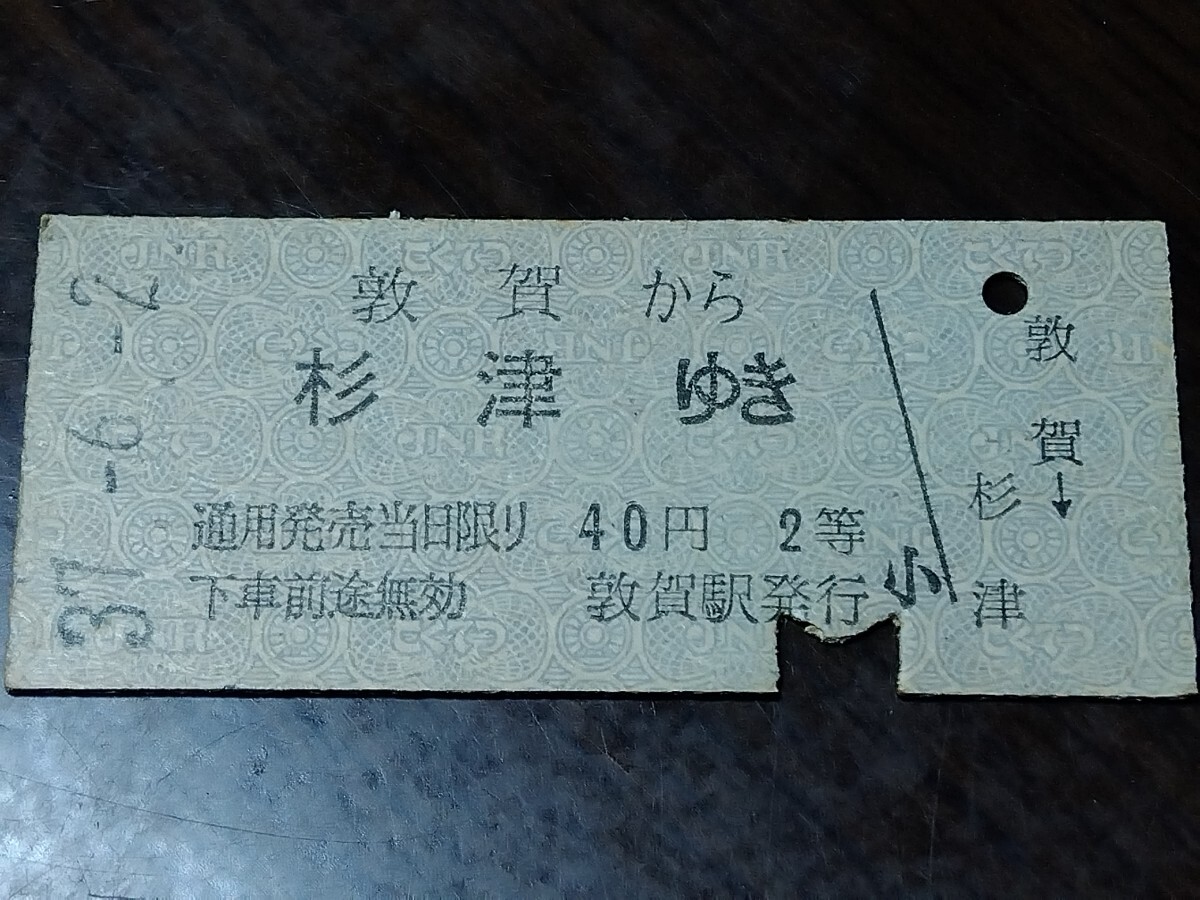 敦賀から
杉津ゆき
通用発売当日限り 40円 2等
下車前途無効 敦賀駅発行
小
敦賀→
杉津
37.-6.-2